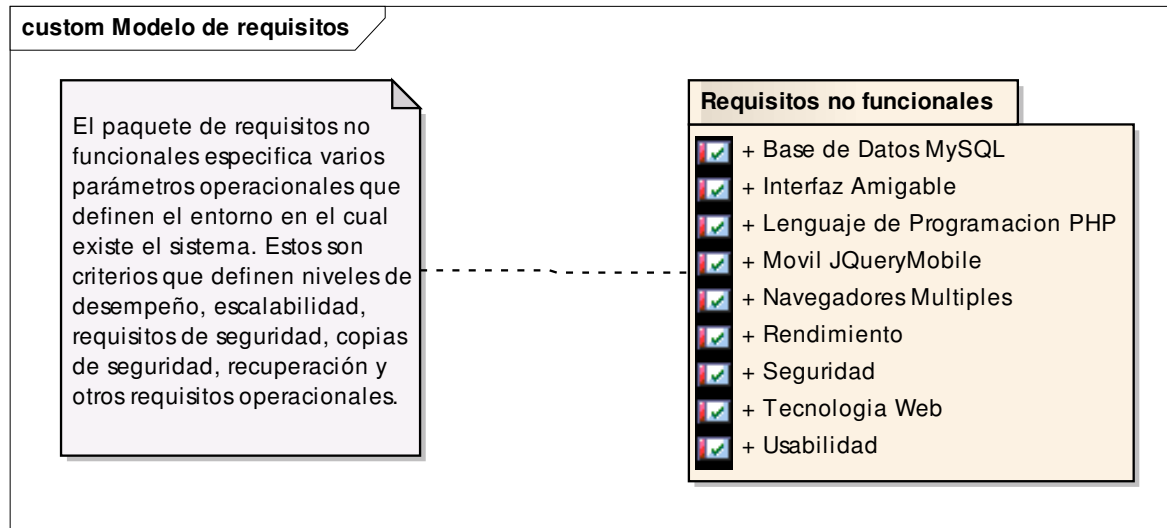 custom Modelo de requisitos
El paquete de requisitos no
funcionales especifica varios
parámetros operacionales que
definen el entorno en el cual
existe el sistema. Estos son
criterios que definen niveles de
desempeño, escalabilidad,
requisitos de seguridad, copias
de seguridad, recuperación y
otros requisitos operacionales.
Requisitos no funcionales
+ Base de Datos MySQL
+ Interfaz Amigable
+ Lenguaje de Programacion PHP
+ Movil JQueryMobile
+ Navegadores Multiples
+ Rendimiento
+ Seguridad
+ Tecnologia Web
+ Usabilidad